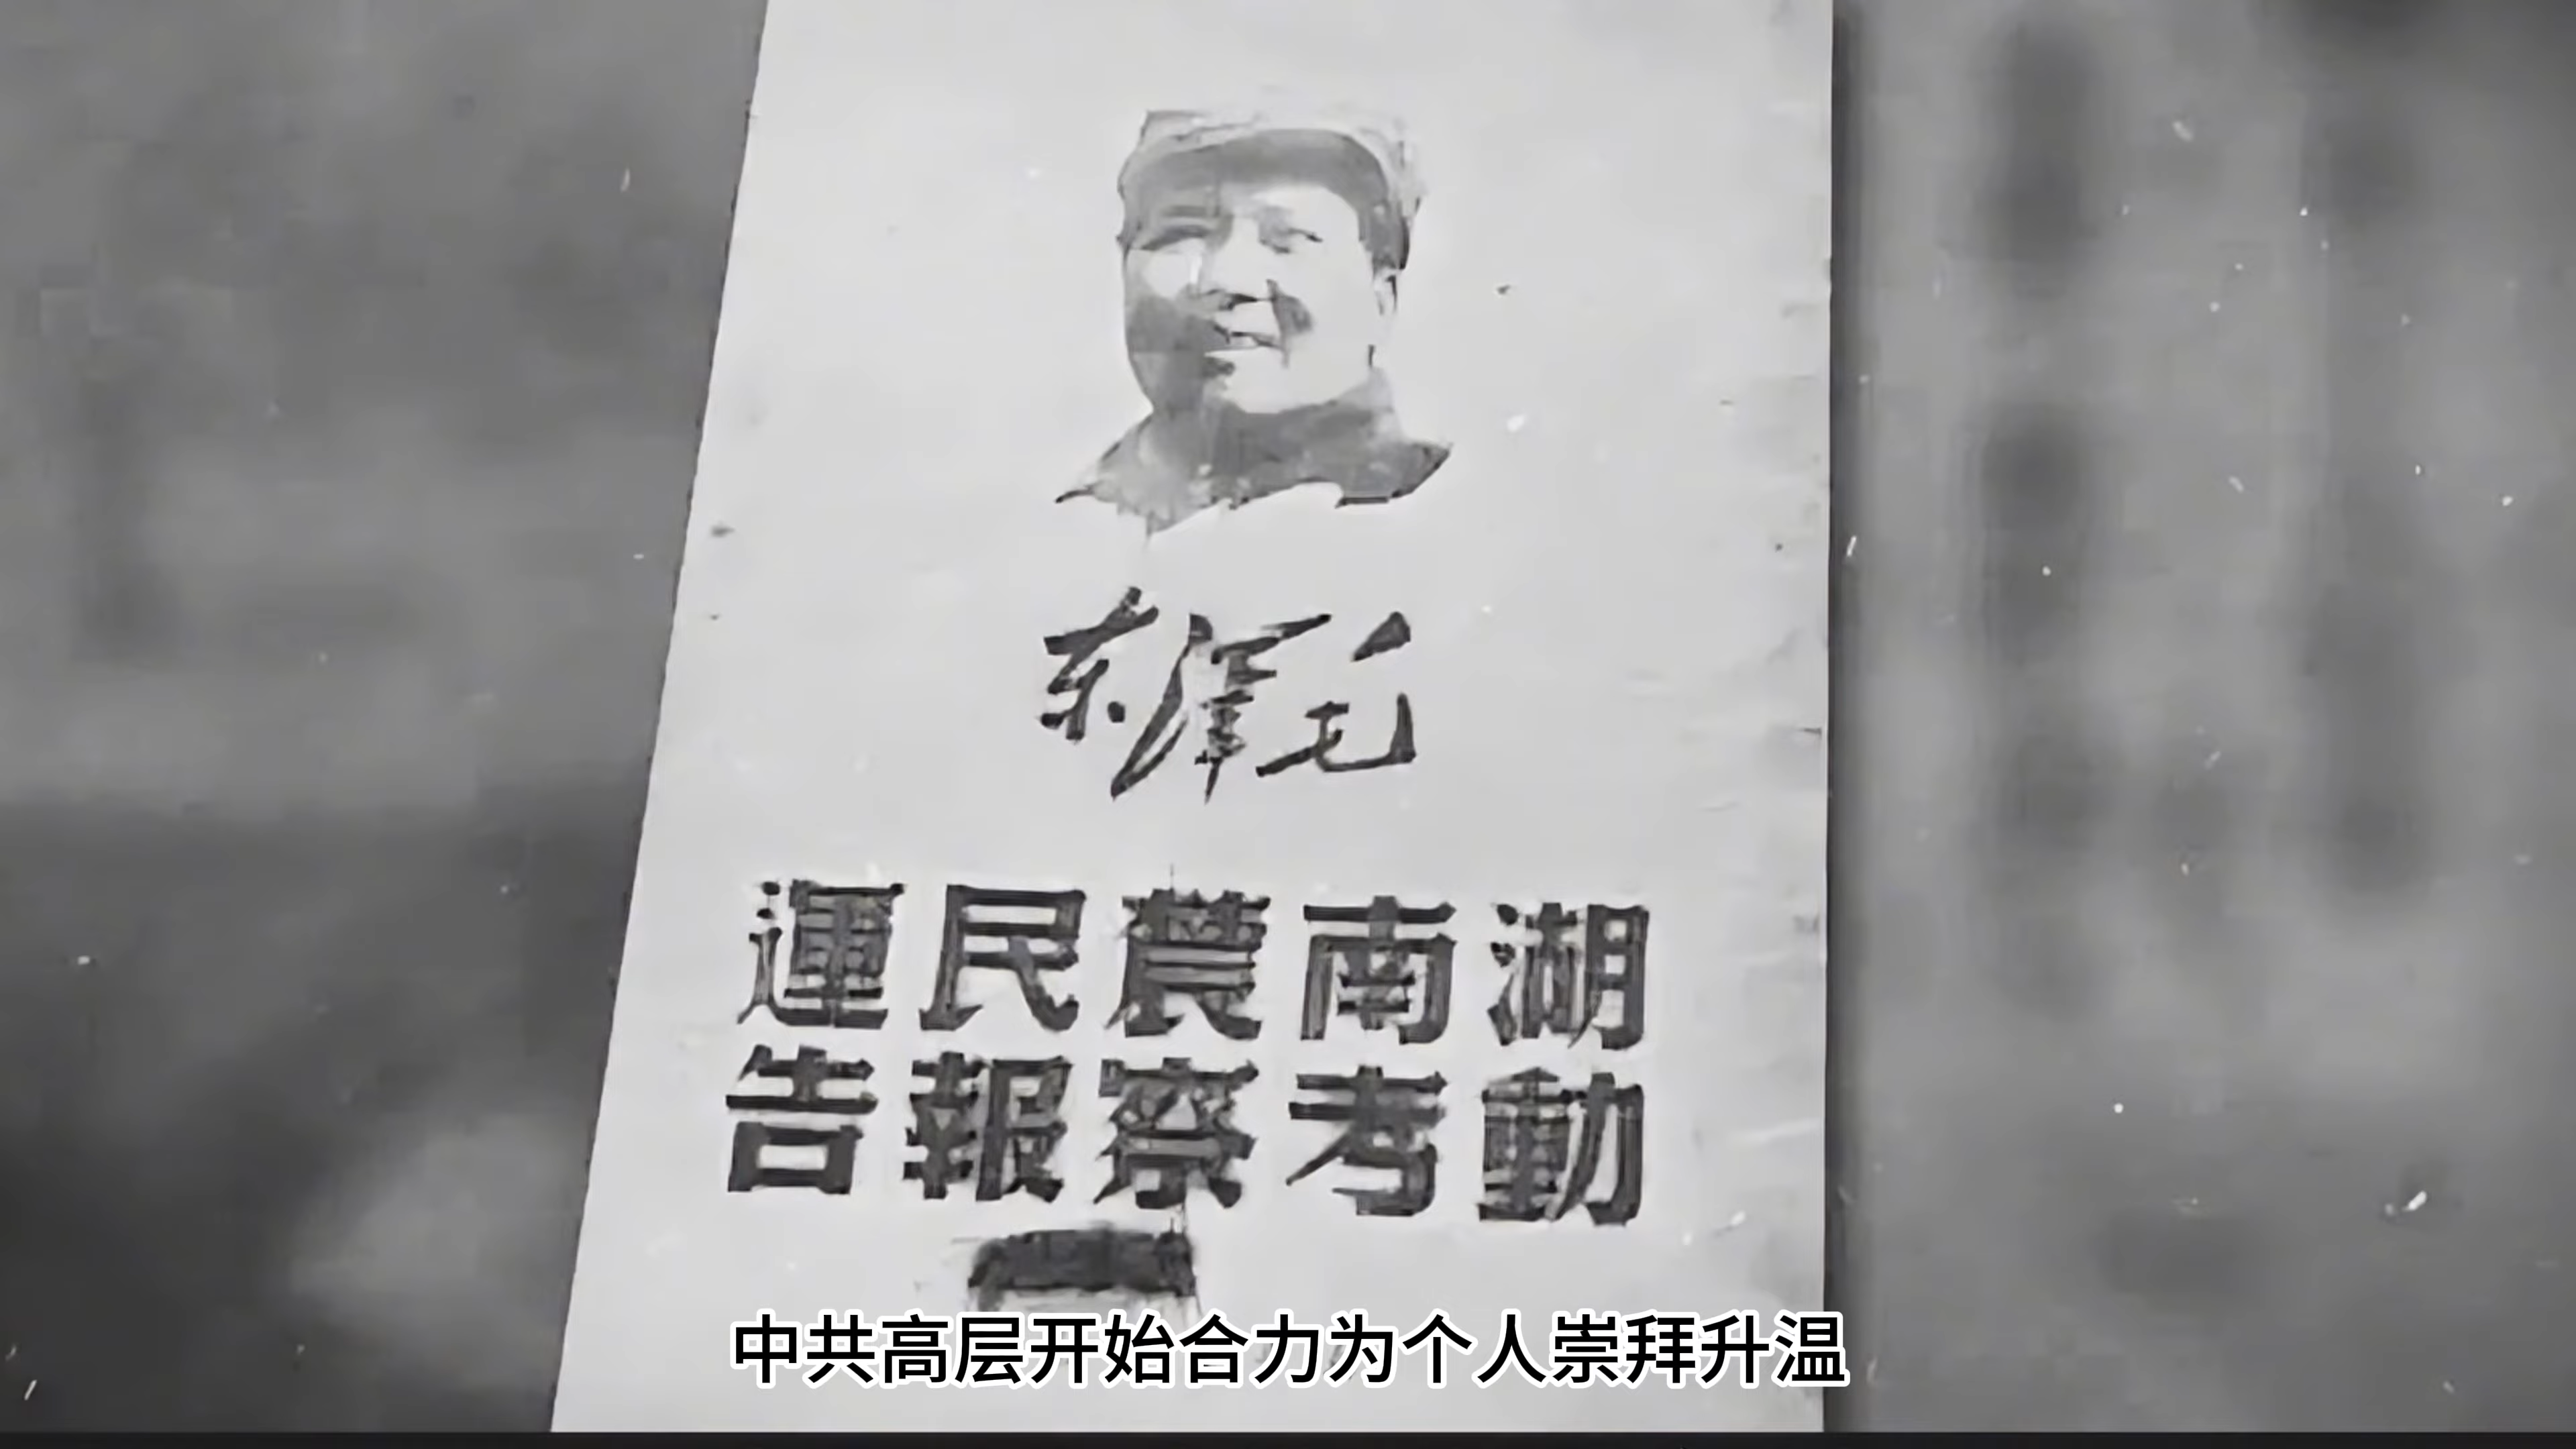 毛泽东
湖南農民運
動考察報告
中共高层开始合力为个人崇拜升温